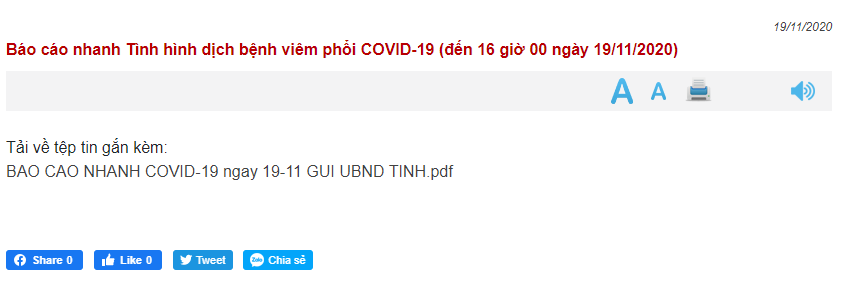 19/11/2020
Báo cáo nhanh Tình hình dịch bệnh viêm phổi COVID-19 (đến 16 giờ 00 ngày 19/11/2020)
A A
Tải về tệp tin gắn kèm:
BAO CAO NHANH COVID-19 ngay 19-11 GUI UBND TINH.pdf
Share 0 Like 0 Tweet Zalo Chia sẻ